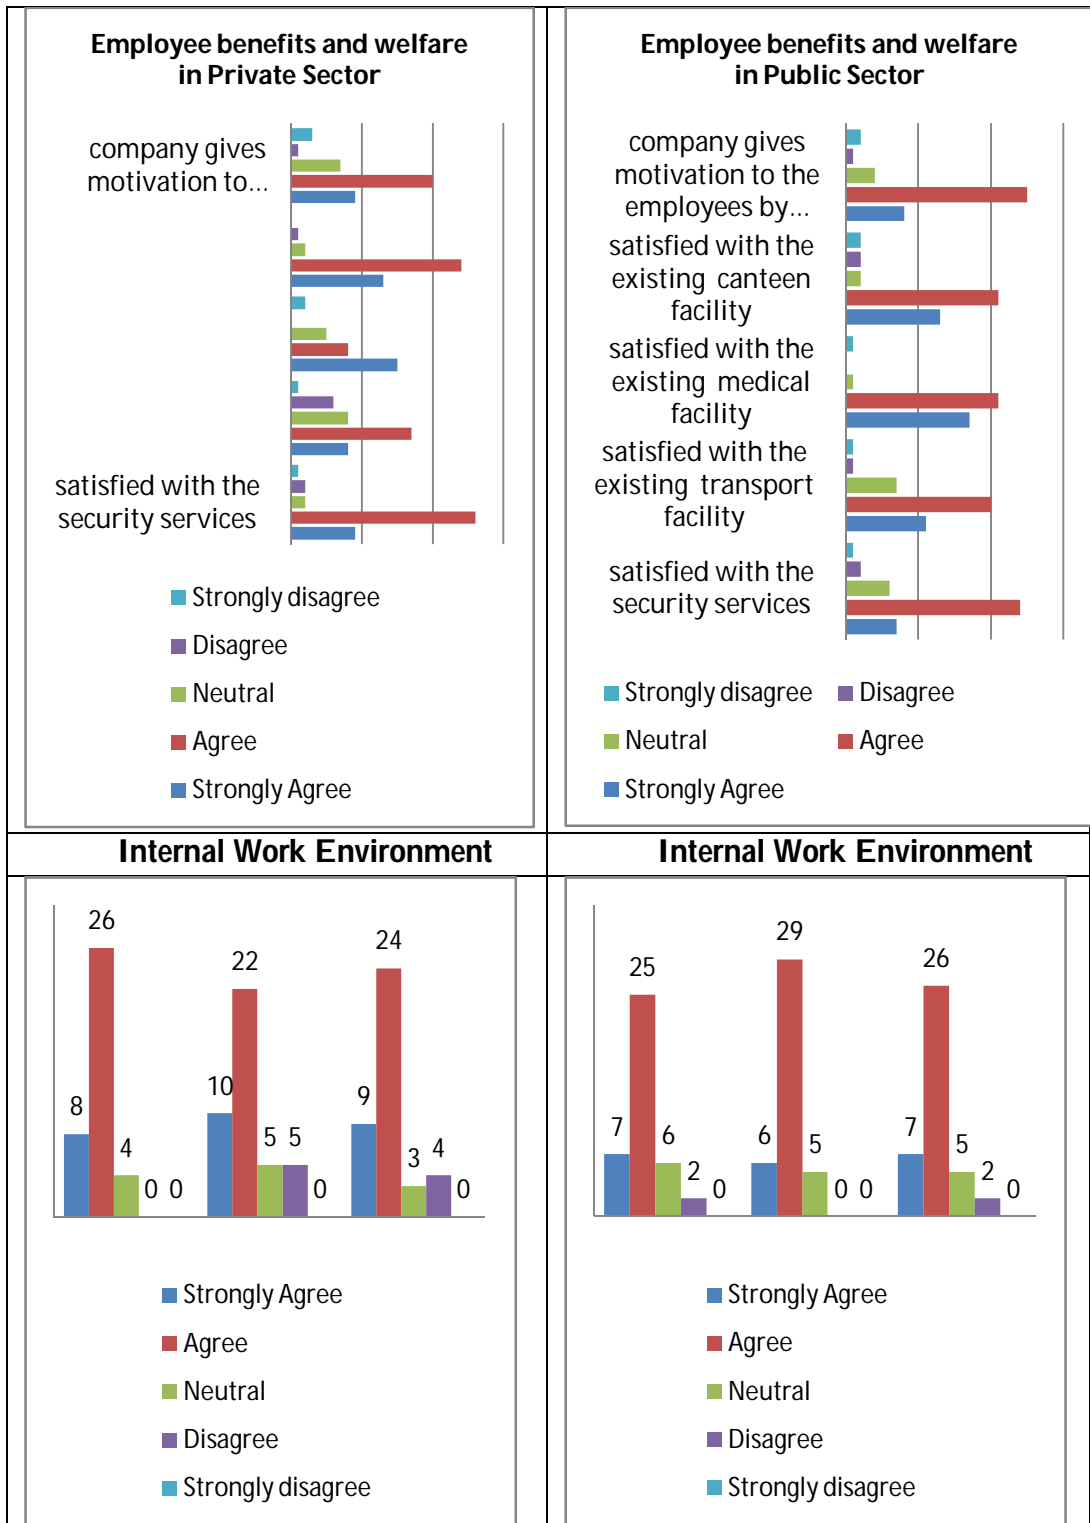 Employee benefits and welfare
in Private Sector
company gives
motivation to...
satisfied with the
security services
Strongly disagree
Disagree
Neutral
Agree
Strongly Agree
Employee benefits and welfare
in Public Sector
company gives
motivation to the
employees by...
satisfied with the
existing canteen
facility
satisfied with the
existing medical
facility
satisfied with the
existing transport
facility
satisfied with the
security services
Strongly disagree Disagree
Neutral Agree
Strongly Agree
Internal Work Environment
Internal Work Environment
8 26 4 0 0 10 22 5 5 0 9 24 3 4 0
Strongly Agree
Agree
Neutral
Disagree
Strongly disagree
7 25 6 2 0 6 29 5 0 0 7 26 5 2 0
Strongly Agree
Agree
Neutral
Disagree
Strongly disagree